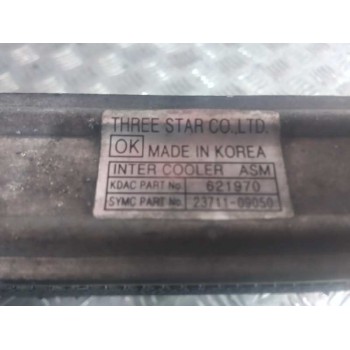 THREE STAR CO.,LTD.
OK MADE IN KOREA
INTER COOLER ASM
KDAC PART No. 621970
SYMC PART No. 23711-09050